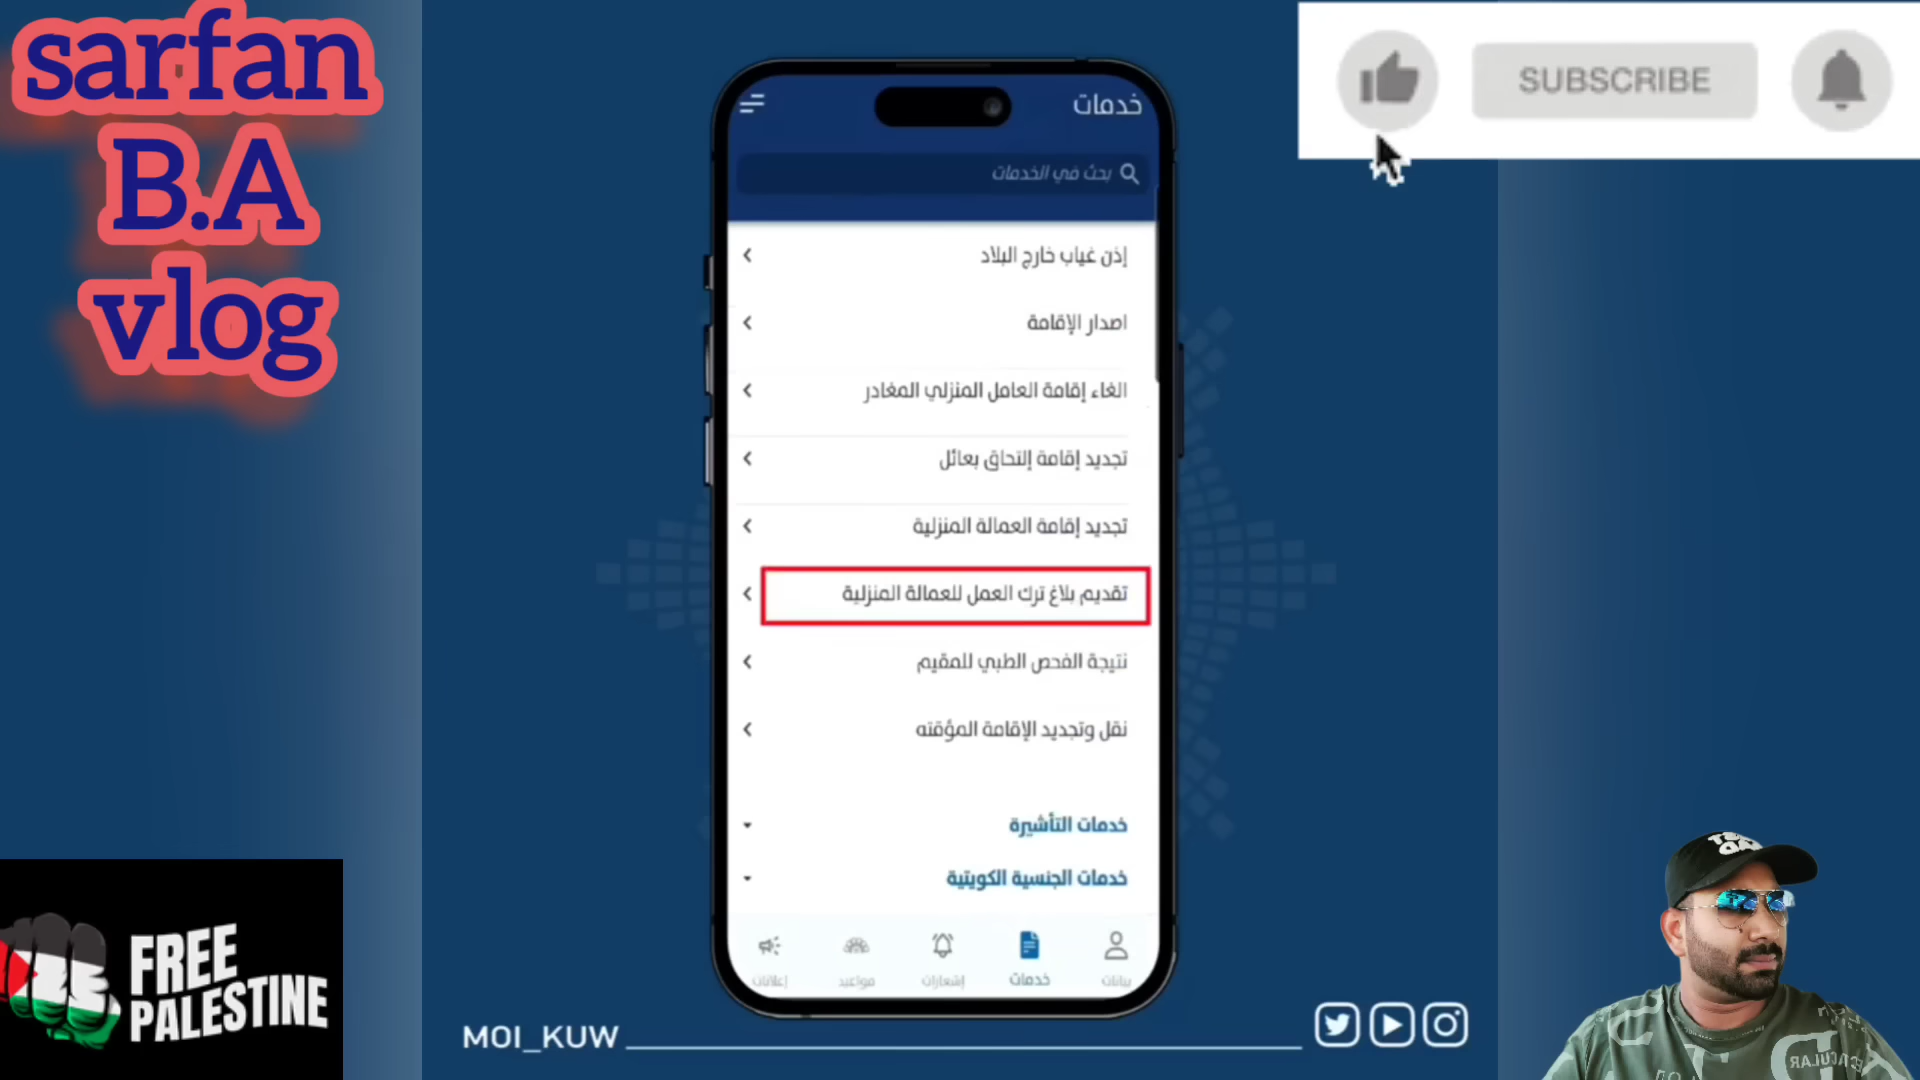 sarfan
B.A
vlog
SUBSCRIBE
خدمات
بحث في الخدمات
إذن غياب خارج البلاد
اصدار الإقامة
الغاء إقامة العامل المنزلي المغادر
تجديد إقامة إلتحاق بعائل
تجديد إقامة العمالة المنزلية
تقديم بلاغ ترك العمل للعمالة المنزلية
نتيجة الفحص الطبي للمقيم
نقل وتجديد الإقامة المؤقته
خدمات التأشيرة
خدمات الجنسية الكويتية
بيانات
خدمات
إشعارات
مواعيد
إعلانات
FREE
PALESTINE
MOI_KUW